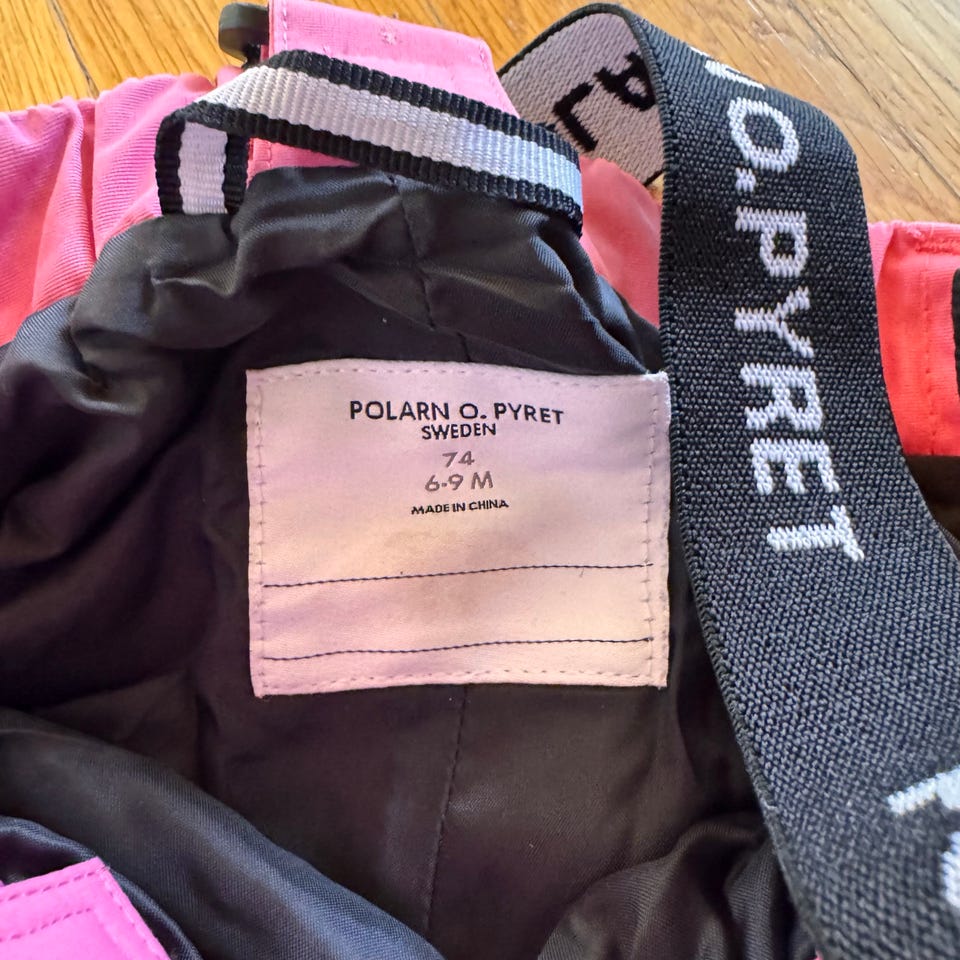 POLARN O. PYRET
SWEDEN
74
6-9 M
MADE IN CHINA
O. PYRET